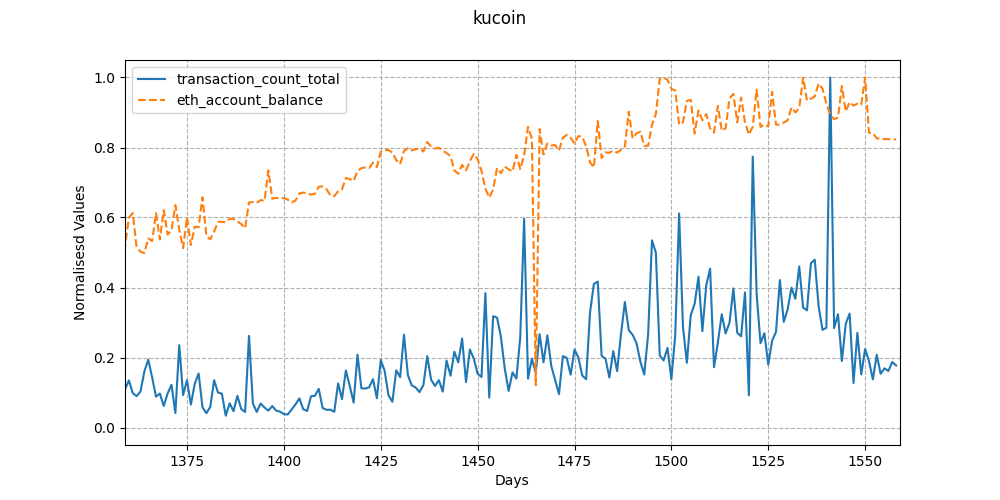 kucoin
transaction_count_total
eth_account_balance
1.0
0.8
0.6
0.4
0.2
0.0
Normalisesd Values
1375 1400 1425 1450 1475 1500 1525 1550
Days